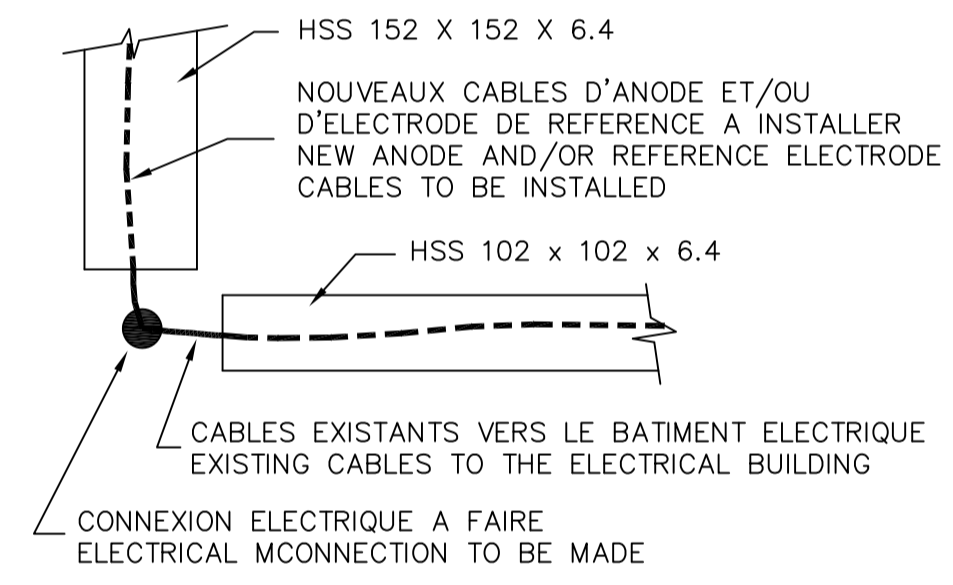 HSS 152 X 152 X 6.4
NOUVEAUX CABLES D'ANODE ET/OU
D'ELECTRODE DE REFERENCE A INSTALLER
NEW ANODE AND/OR REFERENCE ELECTRODE
CABLES TO BE INSTALLED
HSS 102 x 102 x 6.4
CABLES EXISTANTS VERS LE BATIMENT ELECTRIQUE
EXISTING CABLES TO THE ELECTRICAL BUILDING
CONNEXION ELECTRIQUE A FAIRE
ELECTRICAL MCONNECTION TO BE MADE